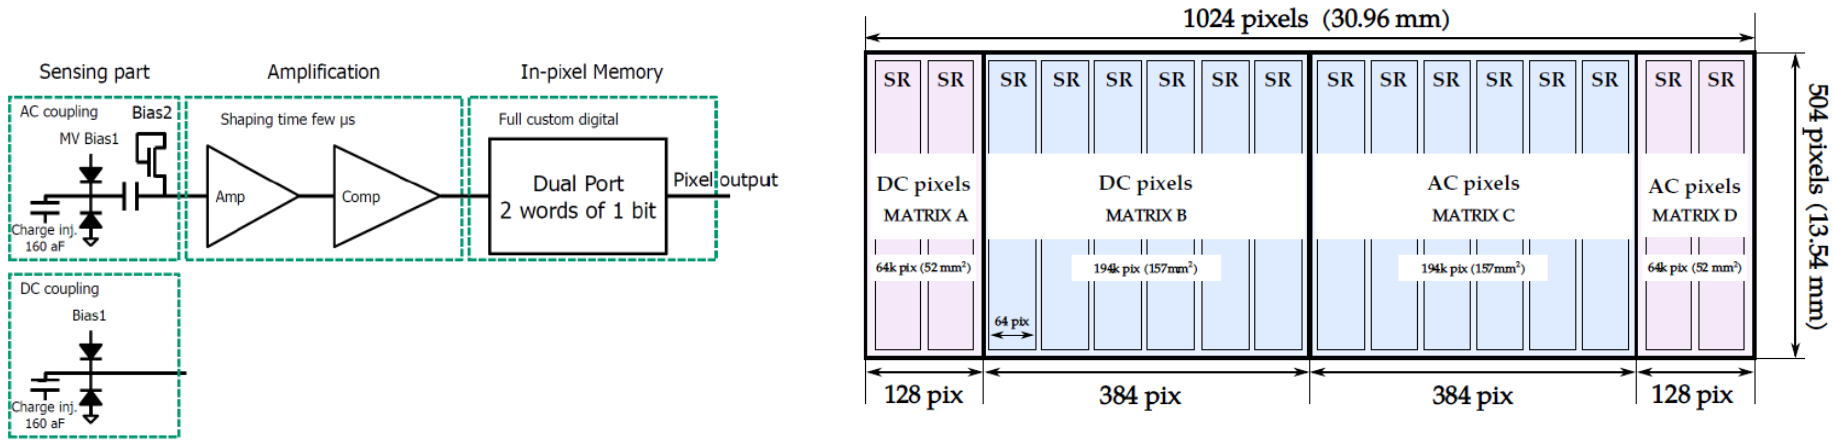 Sensing part
Amplification
In-pixel Memory
AC coupling
Bias2
MV Bias1
Charge inj.
160 aF
Shaping time few µs
Amp
Comp
Full custom digital
Dual Port
2 words of 1 bit
Pixel output
DC coupling
Bias1
Charge inj.
160 aF
1024 pixels (30.96 mm)
SR SR SR SR SR SR SR SR SR SR SR SR SR SR SR SR
DC pixels
MATRIX A
DC pixels
MATRIX B
AC pixels
MATRIX C
AC pixels
MATRIX D
64k pix (52 mm²)
194k pix (157mm²)
194k pix (157mm²)
64k pix (52 mm²)
64 pix
128 pix
384 pix
384 pix
128 pix
504 pixels (13.54 mm)